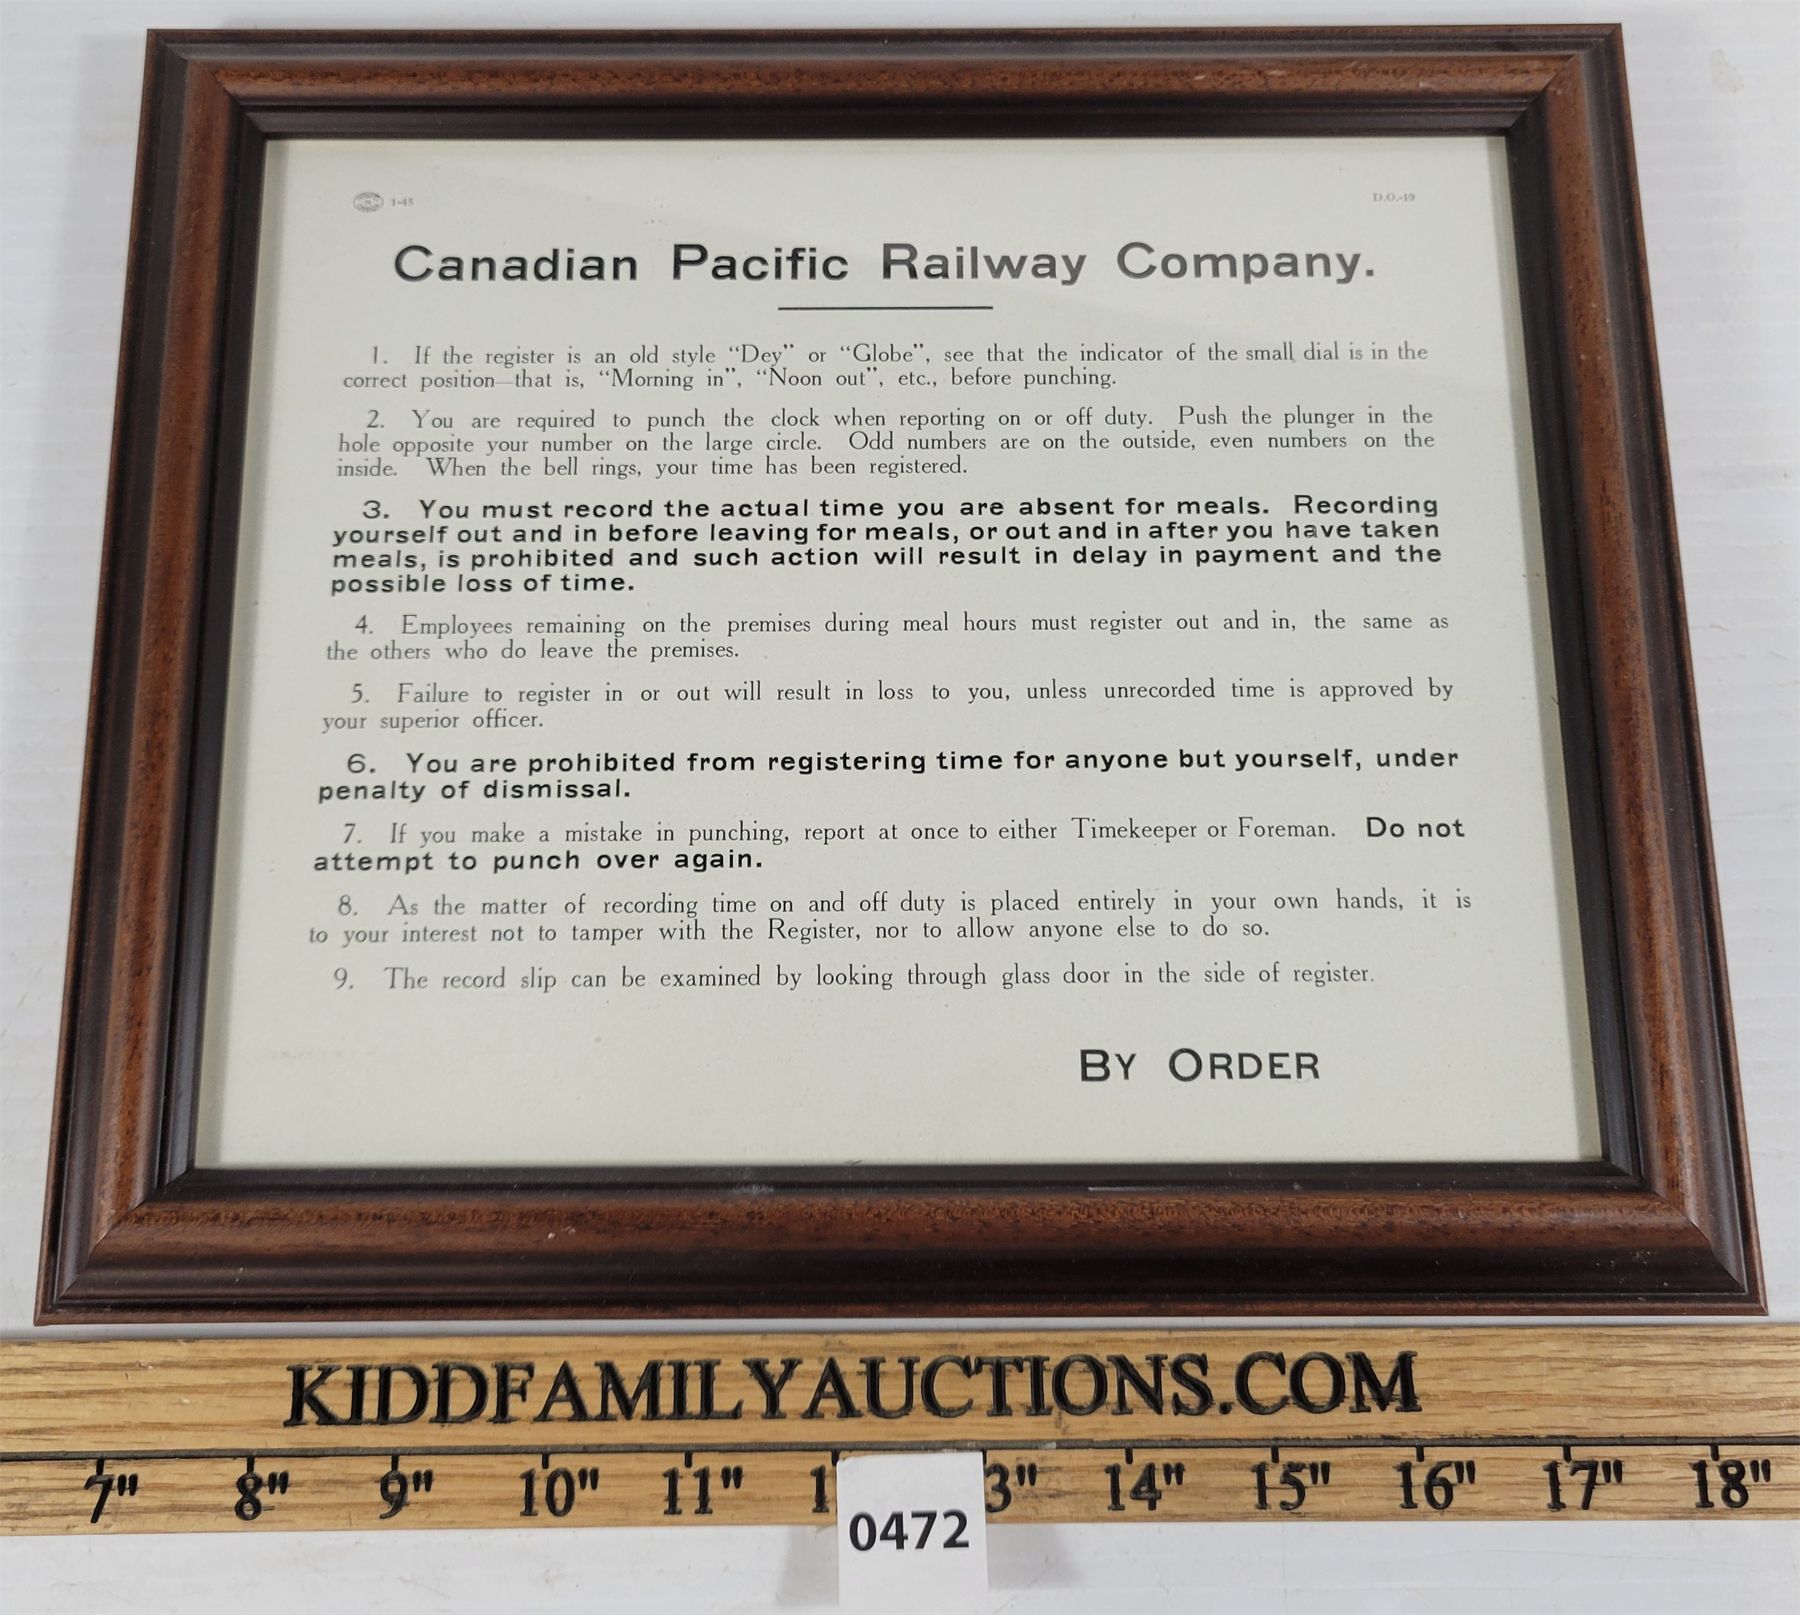 1-45
D.O.-19
Canadian Pacific Railway Company.
1. If the register is an old style “Dey” or “Globe”, see that the indicator of the small dial is in the
correct position—that is, “Morning in”, “Noon out”, etc., before punching.
2. You are required to punch the clock when reporting on or off duty. Push the plunger in the
hole opposite your number on the large circle. Odd numbers are on the outside, even numbers on the
inside. When the bell rings, your time has been registered.
3. You must record the actual time you are absent for meals. Recording
yourself out and in before leaving for meals, or out and in after you have taken
meals, is prohibited and such action will result in delay in payment and the
possible loss of time.
4. Employees remaining on the premises during meal hours must register out and in, the same as
the others who do leave the premises.
5. Failure to register in or out will result in loss to you, unless unrecorded time is approved by
your superior officer.
6. You are prohibited from registering time for anyone but yourself, under
penalty of dismissal.
7. If you make a mistake in punching, report at once to either Timekeeper or Foreman. Do not
attempt to punch over again.
8. As the matter of recording time on and off duty is placed entirely in your own hands, it is
to your interest not to tamper with the Register, nor to allow anyone else to do so.
9. The record slip can be examined by looking through glass door in the side of register.
BY ORDER
KIDDFAMILYAUCTIONS.COM
7" 8" 9" 10" 11" 1 3" 14" 15" 16" 17" 18"
0472